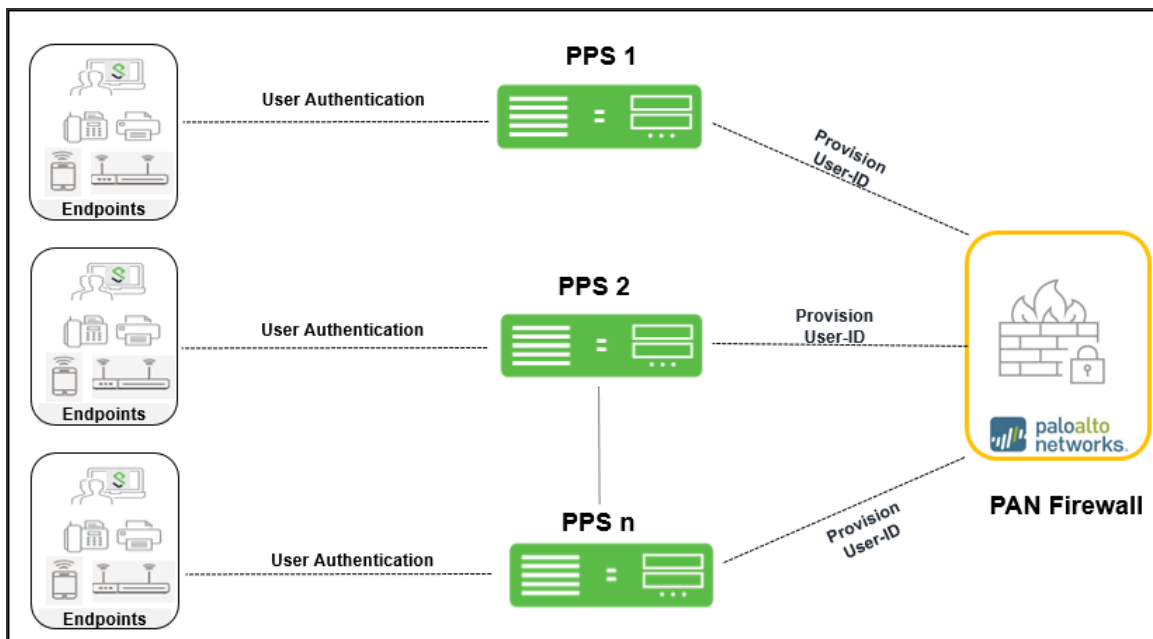 PPS 1
User Authentication
Provision
User-ID
Endpoints
PPS 2
User Authentication
Provision
User-ID
Endpoints
paloalto
networks.
PAN Firewall
PPS n
User Authentication
Provision
User-ID
Endpoints